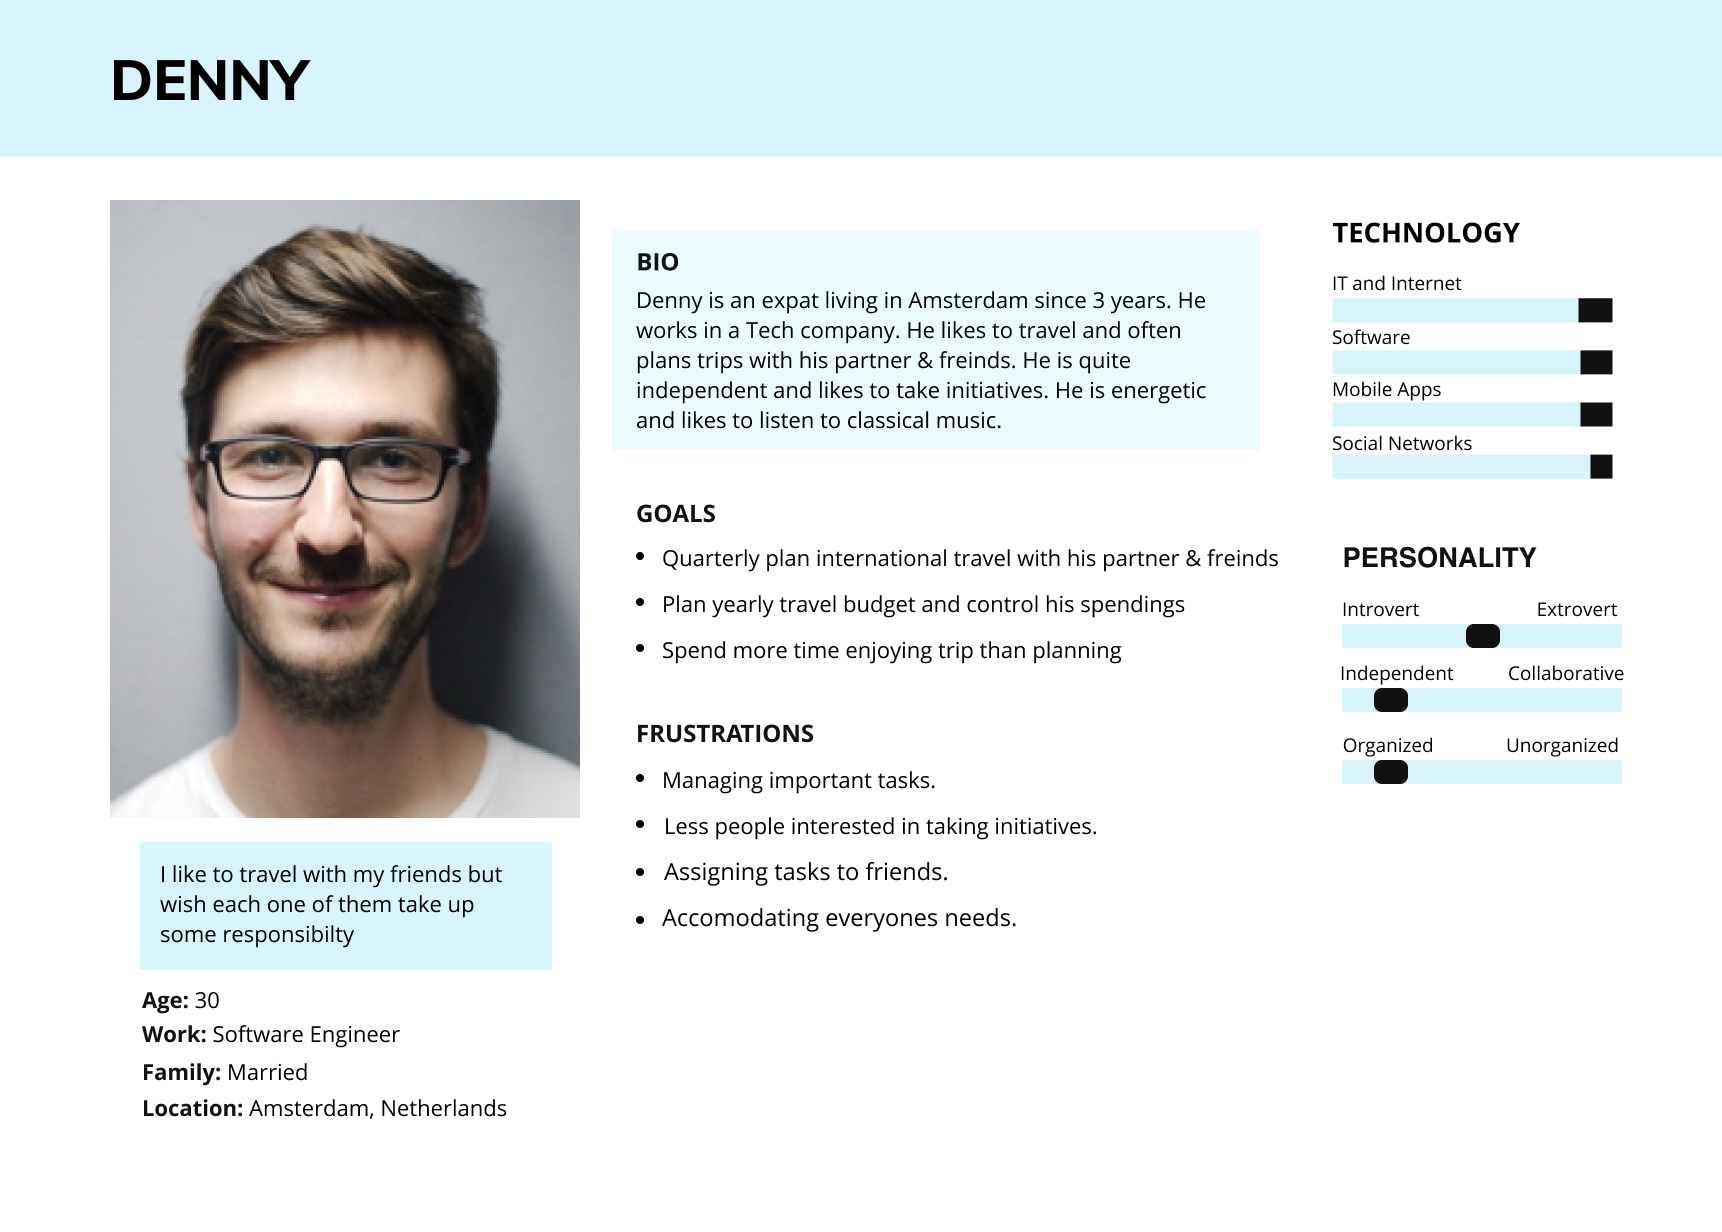 DENNY
BIO
Denny is an expat living in Amsterdam since 3 years. He
works in a Tech company. He likes to travel and often
plans trips with his partner & freinds. He is quite
independent and likes to take initiatives. He is energetic
and likes to listen to classical music.
GOALS
• Quarterly plan international travel with his partner & freinds
• Plan yearly travel budget and control his spendings
• Spend more time enjoying trip than planning
FRUSTRATIONS
• Managing important tasks.
• Less people interested in taking initiatives.
• Assigning tasks to friends.
• Accomodating everyones needs.
I like to travel with my friends but
wish each one of them take up
some responsibilty
Age: 30
Work: Software Engineer
Family: Married
Location: Amsterdam, Netherlands
TECHNOLOGY
IT and Internet
Software
Mobile Apps
Social Networks
PERSONALITY
Introvert Extrovert
Independent Collaborative
Organized Unorganized